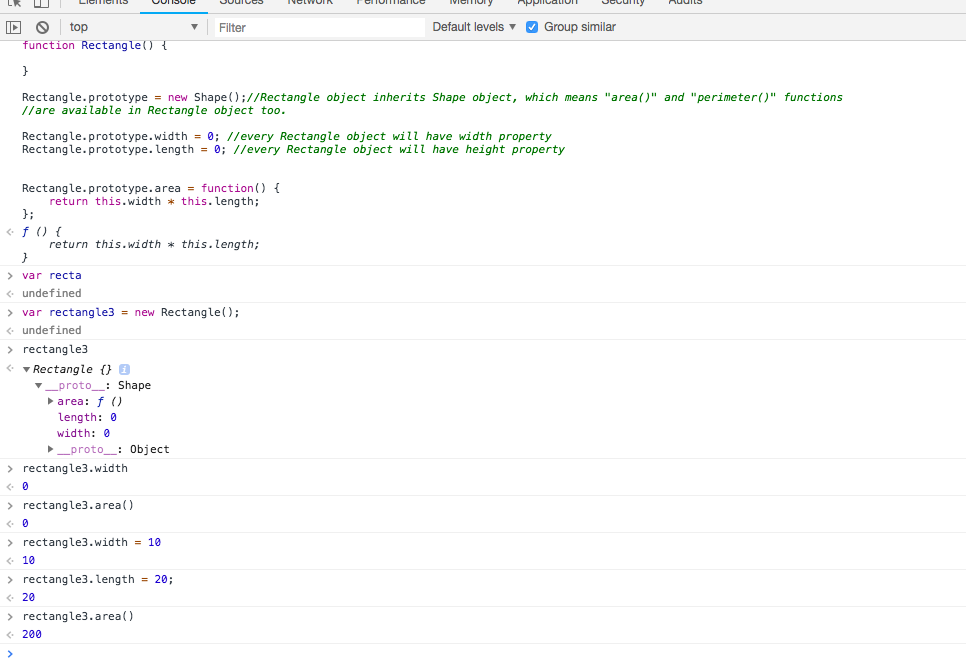 Elements Console Sources Network Performance Memory Application Security Audits
top ▼ Filter Default levels ▼ Group similar
function Rectangle() {
}
Rectangle.prototype = new Shape();//Rectangle object inherits Shape object, which means "area()" and "perimeter()" functions
//are available in Rectangle object too.
Rectangle.prototype.width = 0; //every Rectangle object will have width property
Rectangle.prototype.length = 0; //every Rectangle object will have height property
Rectangle.prototype.area = function() {
    return this.width * this.length;
};
ƒ () {
    return this.width * this.length;
}
var recta
undefined
var rectangle3 = new Rectangle();
undefined
rectangle3
▼Rectangle {} i
▼__proto__: Shape
▶area: ƒ ()
length: 0
width: 0
▶__proto__: Object
rectangle3.width
0
rectangle3.area()
0
rectangle3.width = 10
10
rectangle3.length = 20;
20
rectangle3.area()
200